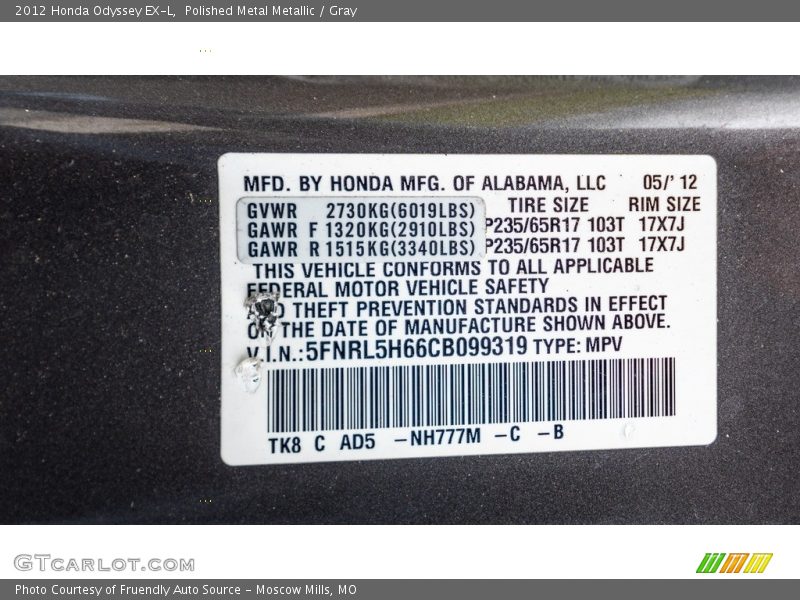 2012 Honda Odyssey EX-L,  Polished Metal Metallic / Gray
MFD. BY HONDA MFG. OF ALABAMA, LLC 05/' 12
TIRE SIZE RIM SIZE
GVWR 2730KG(6019LBS)
GAWR F 1320KG(2910LBS) P235/65R17 103T 17X7J
GAWR R 1515KG(3340LBS) P235/65R17 103T 17X7J
THIS VEHICLE CONFORMS TO ALL APPLICABLE
FEDERAL MOTOR VEHICLE SAFETY
THEFT PREVENTION STANDARDS IN EFFECT
THE DATE OF MANUFACTURE SHOWN ABOVE.
V.I.N.:5FNRL5H66CB099319 TYPE: MPV
TK8 C AD5 -NH777M -C -B
GTCARLOT.COM
Photo Courtesy of Fruendly Auto Source - Moscow Mills, MO